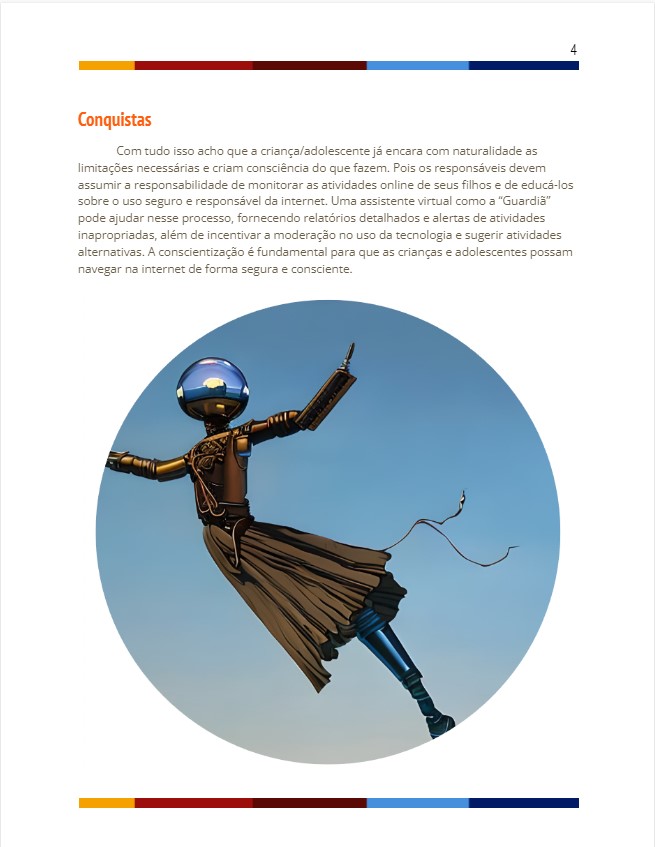 4
Conquistas
Com tudo isso acho que a criança/adolescente já encara com naturalidade as
limitações necessárias e criam consciência do que fazem. Pois os responsáveis devem
assumir a responsabilidade de monitorar as atividades online de seus filhos e de educá-los
sobre o uso seguro e responsável da internet. Uma assistente virtual como a “Guardiã”
pode ajudar nesse processo, fornecendo relatórios detalhados e alertas de atividades
inapropriadas, além de incentivar a moderação no uso da tecnologia e sugerir atividades
alternativas. A conscientização é fundamental para que as crianças e adolescentes possam
navegar na internet de forma segura e consciente.